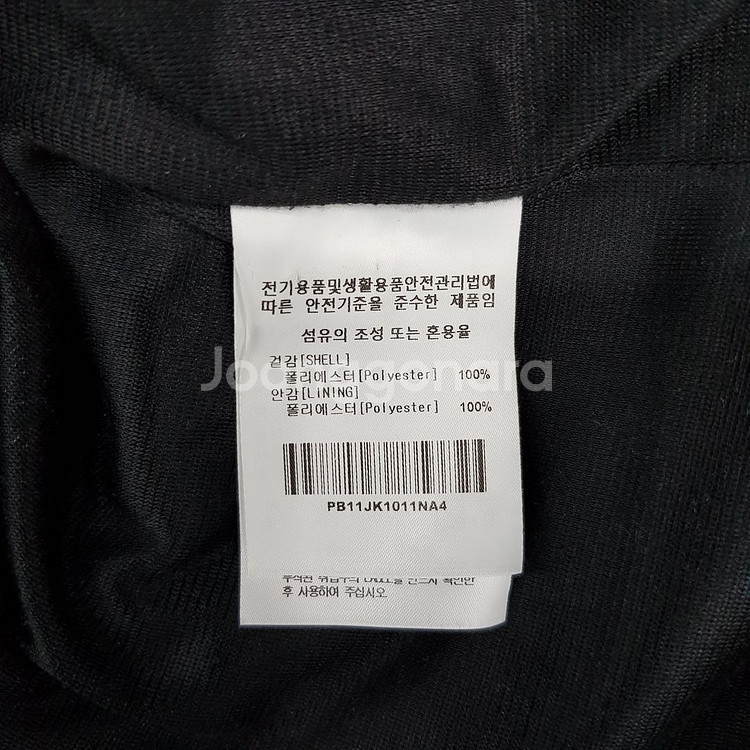 전기용품및생활용품안전관리법에
따른 안전기준을 준수한 제품임
섬유의 조성 또는 혼용율
겉감[SHELL]
폴리에스터[Polyester] 100%
안감[LINING]
폴리에스터[Polyester] 100%
PB11JK1011NA4
후 사용하여 주십시오